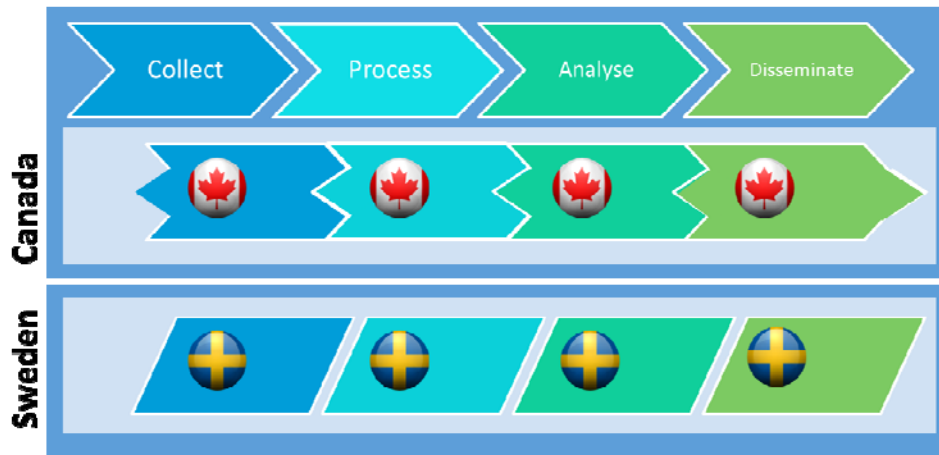 Collect
Process
Analyse
Disseminate
Canada
Sweden